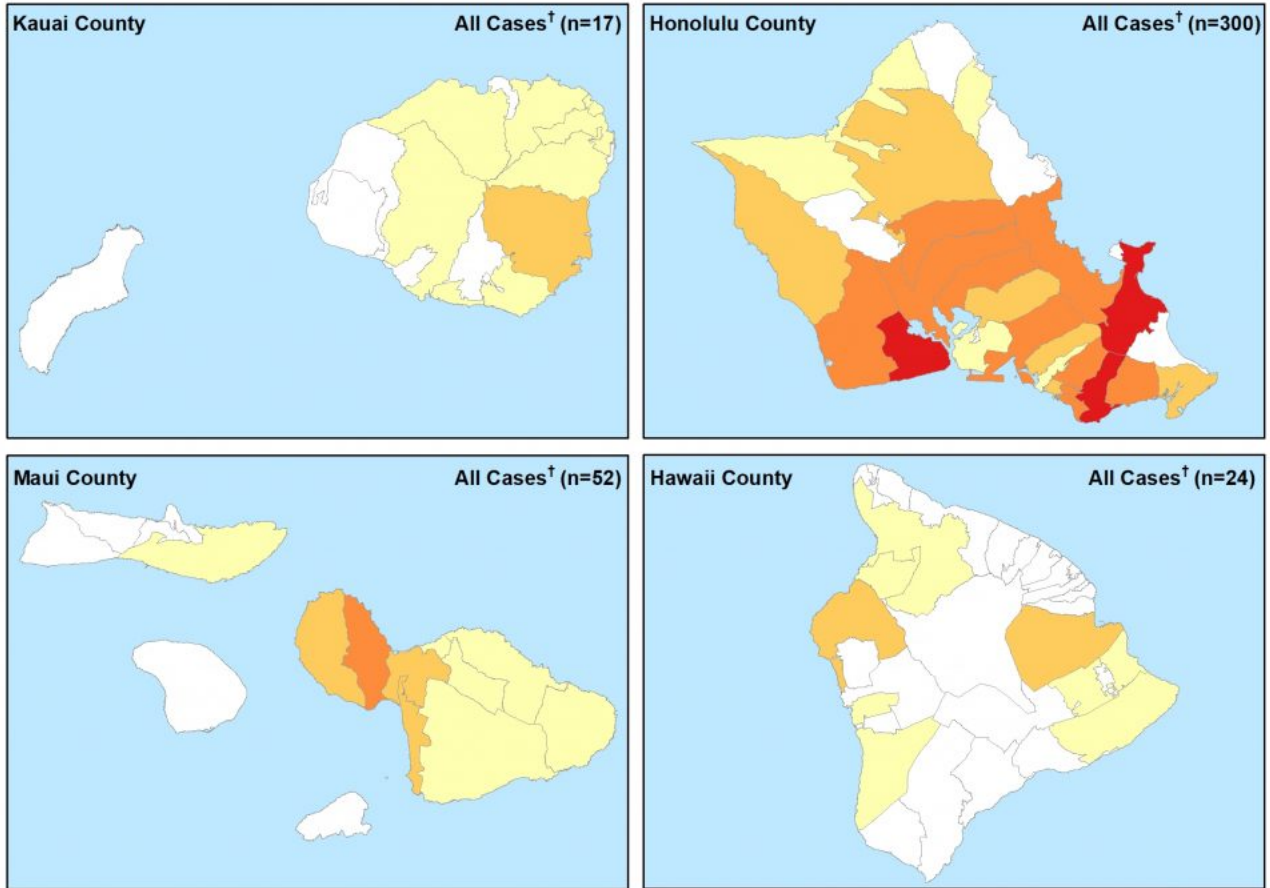 Kauai County All Cases† (n=17)
Honolulu County All Cases† (n=300)
Maui County All Cases† (n=52)
Hawaii County All Cases† (n=24)